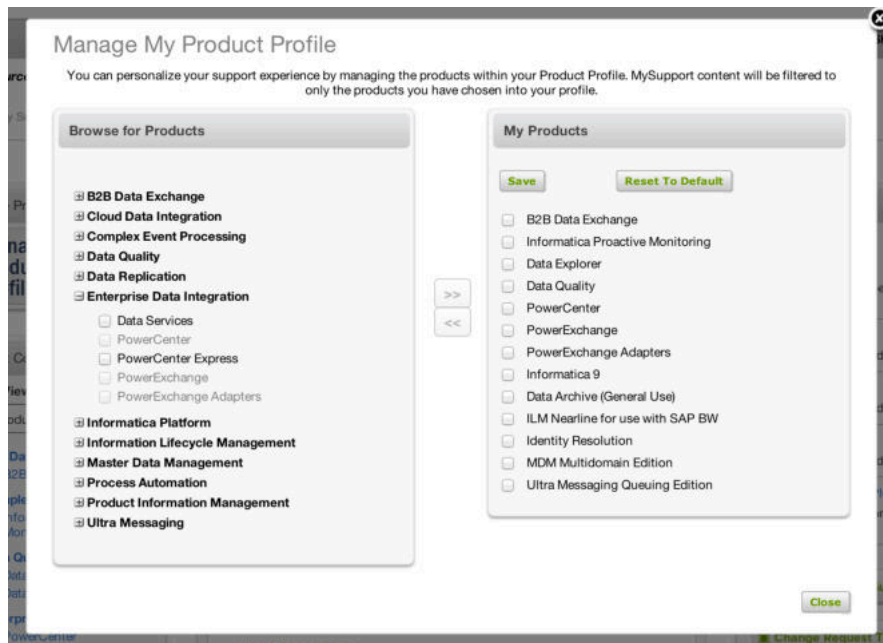 Manage My Product Profile
You can personalize your support experience by managing the products within your Product Profile. MySupport content will be filtered to
only the products you have chosen into your profile.
Browse for Products
B2B Data Exchange
Cloud Data Integration
Complex Event Processing
Data Quality
Data Replication
Enterprise Data Integration
Data Services
PowerCenter
PowerCenter Express
PowerExchange
PowerExchange Adapters
Informatica Platform
Information Lifecycle Management
Master Data Management
Process Automation
Product Information Management
Ultra Messaging
>>
<<
My Products
Save
Reset To Default
B2B Data Exchange
Informatica Proactive Monitoring
Data Explorer
Data Quality
PowerCenter
PowerExchange
PowerExchange Adapters
Informatica 9
Data Archive (General Use)
ILM Nearline for use with SAP BW
Identity Resolution
MDM Multidomain Edition
Ultra Messaging Queuing Edition
Close
PowerCenter
Change Request